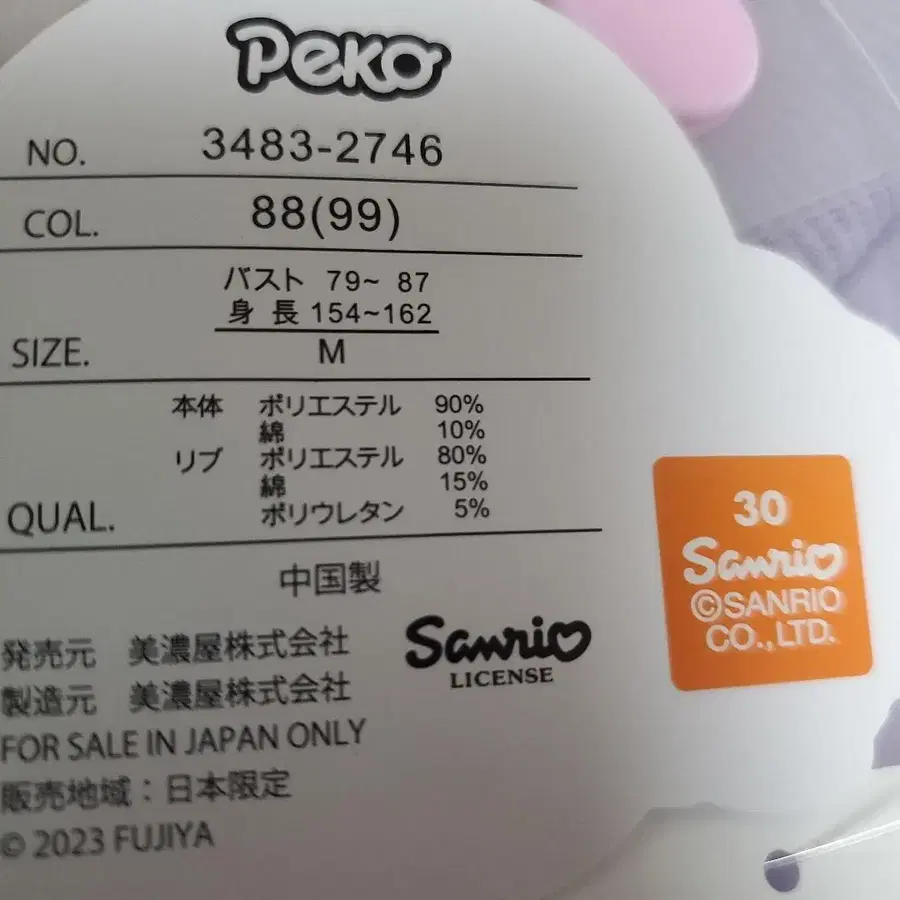 Peko
NO. 3483-2746
COL. 88(99)
バスト 79~ 87
身 長 154~162
SIZE. M
本体 ポリエステル 90%
綿 10%
リブ ポリエステル 80%
綿 15%
QUAL. ポリウレタン 5%
中国製
発売元 美濃屋株式会社
製造元 美濃屋株式会社
FOR SALE IN JAPAN ONLY
販売地域:日本限定
© 2023 FUJIYA
Sanrio
LICENSE
30
Sanrio
©SANRIO
CO.,LTD.